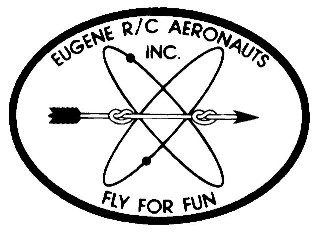 EUGENE R/C AERONAUTS
INC.
FLY FOR FUN